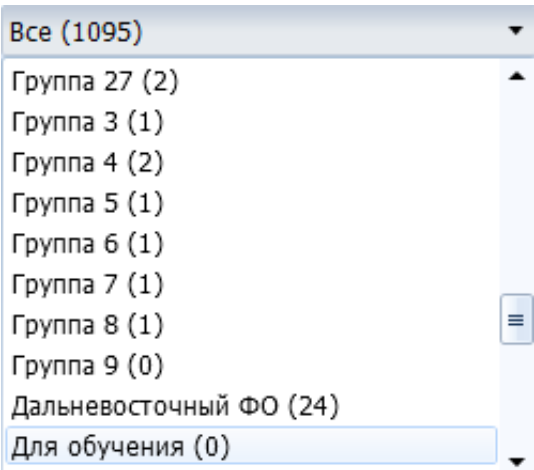 Все (1095)
Группа 27 (2)
Группа 3 (1)
Группа 4 (2)
Группа 5 (1)
Группа 6 (1)
Группа 7 (1)
Группа 8 (1)
Группа 9 (0)
Дальневосточный ФО (24)
Для обучения (0)